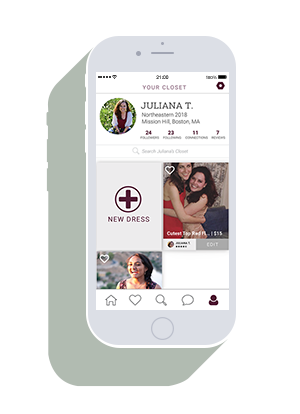 21:00
100%
YOUR CLOSET
JULIANA T.
Northeastern 2018
Mission Hill, Boston, MA
24 23 11 7
FOLLOWERS FOLLOWING CONNECTIONS REVIEWS
Search Juliana's Closet
NEW DRESS
Cutest Top Red fl... | $15
JULIANA T.
EDIT